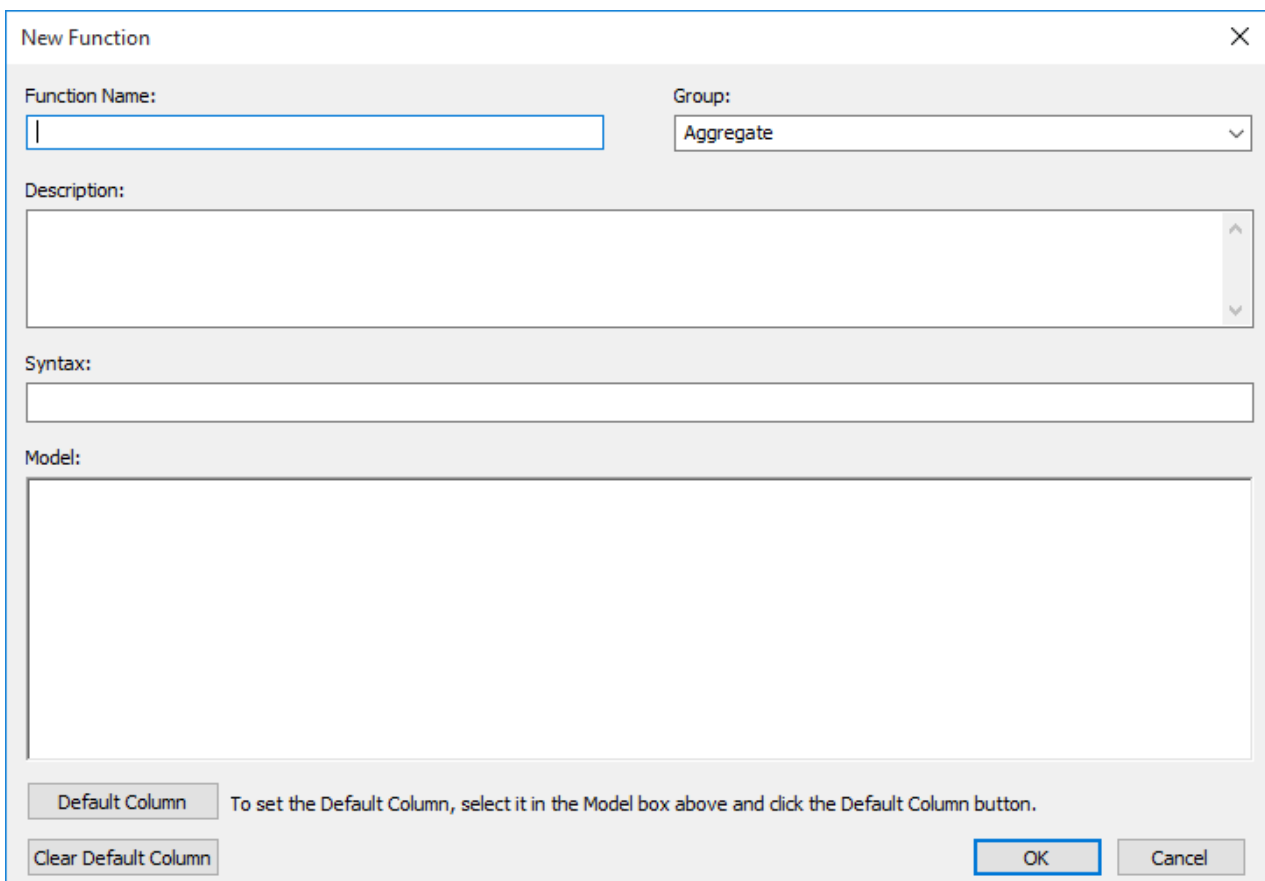 New Function
Function Name:
Group:
Aggregate
Description:
Syntax:
Model:
Default Column
To set the Default Column, select it in the Model box above and click the Default Column button.
Clear Default Column
OK
Cancel